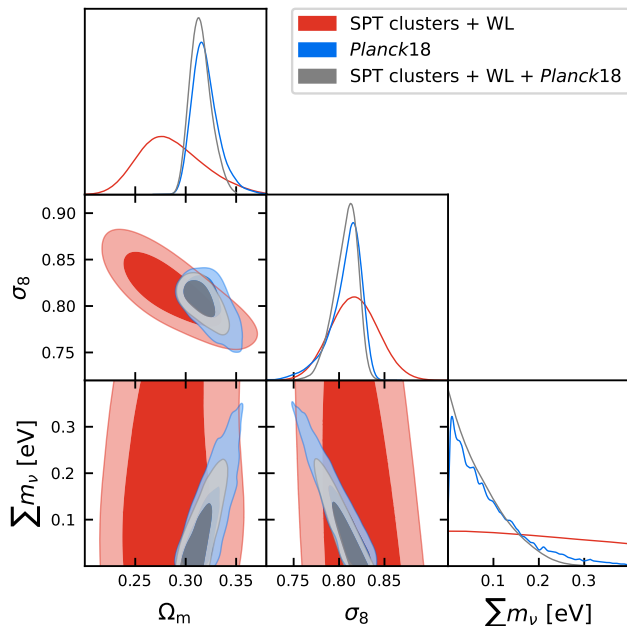 SPT clusters + WL
Planck18
SPT clusters + WL + Planck18
σ₈
0.90
0.85
0.80
0.75
∑mν [eV]
0.3
0.2
0.1
0.25 0.30 0.35
0.75 0.80 0.85
0.1 0.2 0.3
Ωm
σ₈
∑mν [eV]